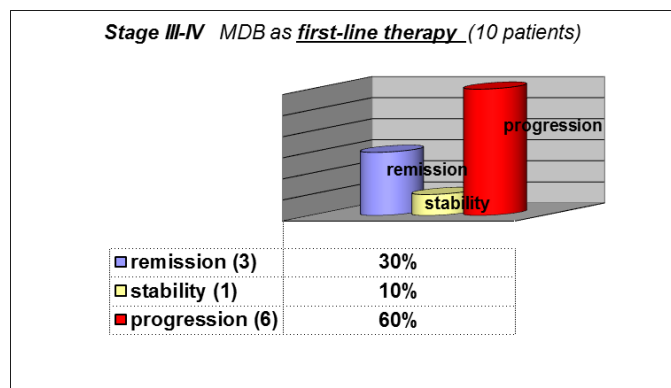 Stage III-IV MDB as first-line therapy (10 patients)
progression
remission
stability
remission (3) 30%
stability (1) 10%
progression (6) 60%